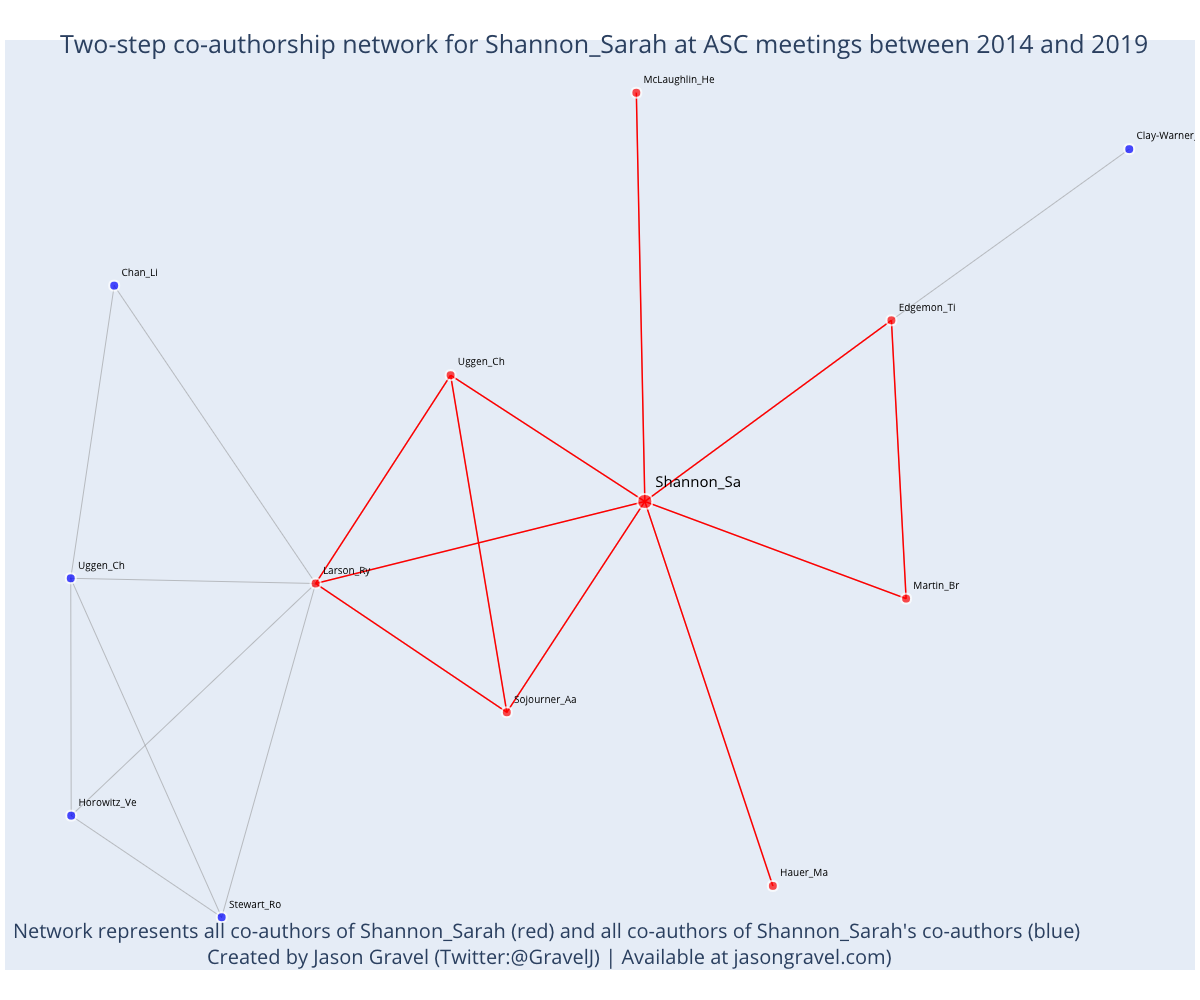 Two-step co-authorship network for Shannon_Sarah at ASC meetings between 2014 and 2019
McLaughlin_He
Clay-Warner_
Chan_Li
Edgemon_Ti
Uggen_Ch
Shannon_Sa
Uggen_Ch
Larson_Ry
Martin_Br
Sojourner_Aa
Horowitz_Ve
Hauer_Ma
Stewart_Ro
Network represents all co-authors of Shannon_Sarah (red) and all co-authors of Shannon_Sarah's co-authors (blue)
Created by Jason Gravel (Twitter:@GravelJ) | Available at jasongravel.com)